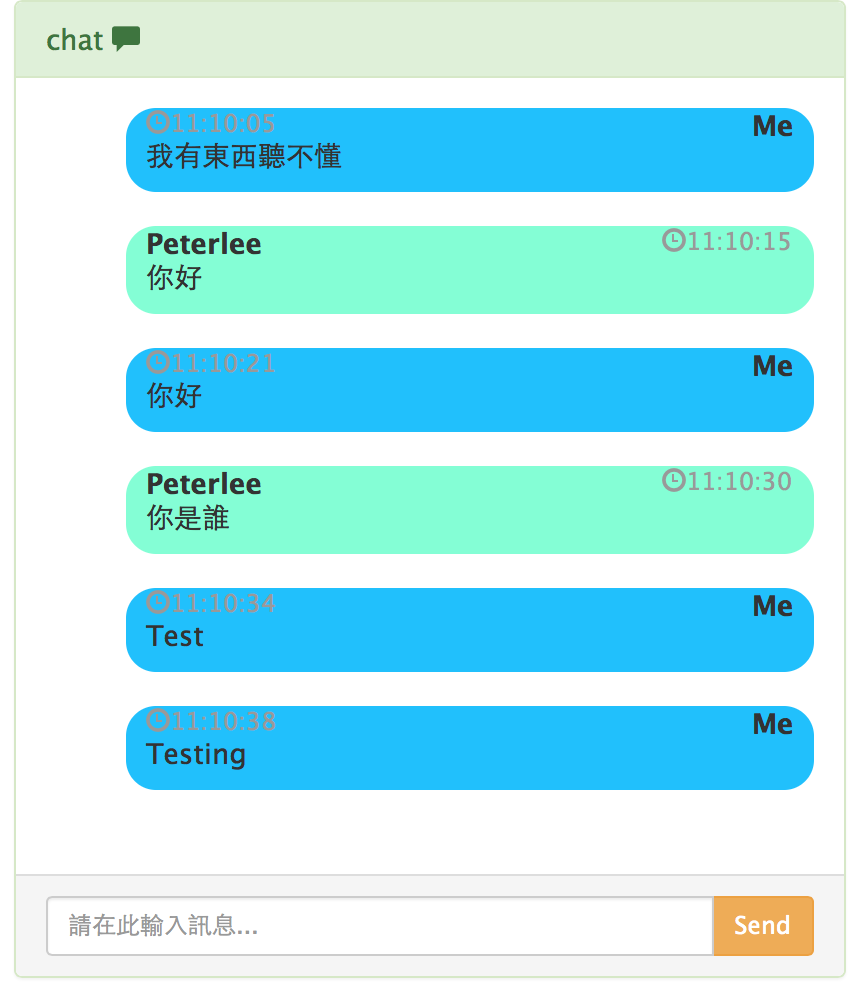 chat
11:10:05 Me
我有東西聽不懂
Peterlee 11:10:15
你好
11:10:21 Me
你好
Peterlee 11:10:30
你是誰
11:10:34 Me
Test
11:10:38 Me
Testing
請在此輸入訊息... Send